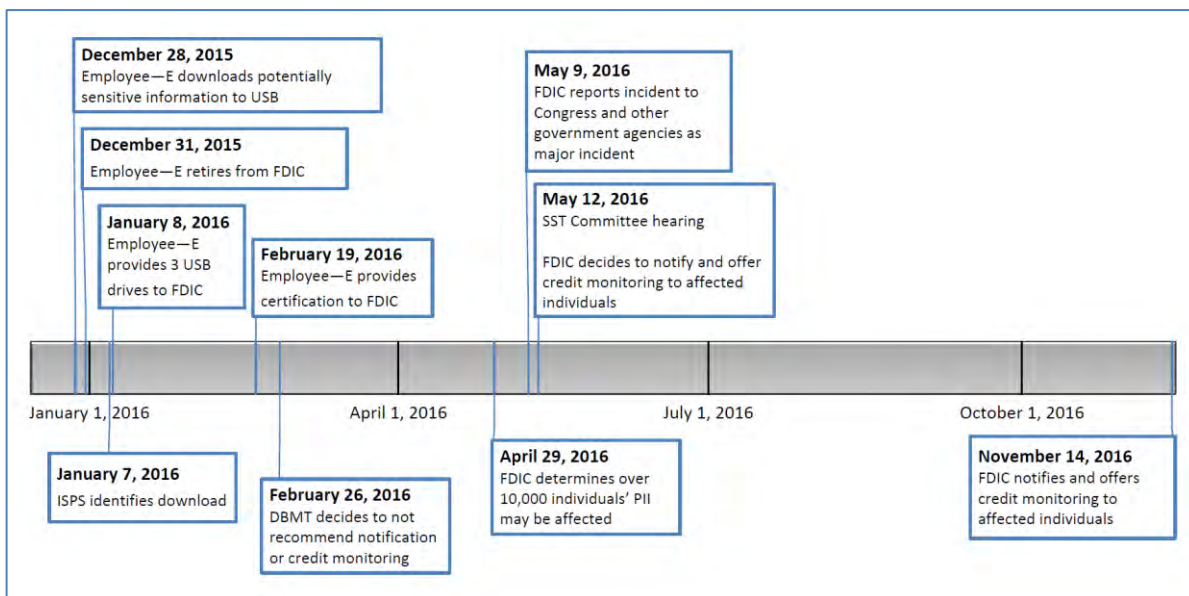 December 28, 2015
Employee—E downloads potentially
sensitive information to USB
December 31, 2015
Employee—E retires from FDIC
January 8, 2016
Employee—E
provides 3 USB
drives to FDIC
February 19, 2016
Employee—E provides
certification to FDIC
May 9, 2016
FDIC reports incident to
Congress and other
government agencies as
major incident
May 12, 2016
SST Committee hearing
FDIC decides to notify and offer
credit monitoring to affected
individuals
January 1, 2016
April 1, 2016
July 1, 2016
October 1, 2016
January 7, 2016
ISPS identifies download
February 26, 2016
DBMT decides to not
recommend notification
or credit monitoring
April 29, 2016
FDIC determines over
10,000 individuals’ PII
may be affected
November 14, 2016
FDIC notifies and offers
credit monitoring to
affected individuals